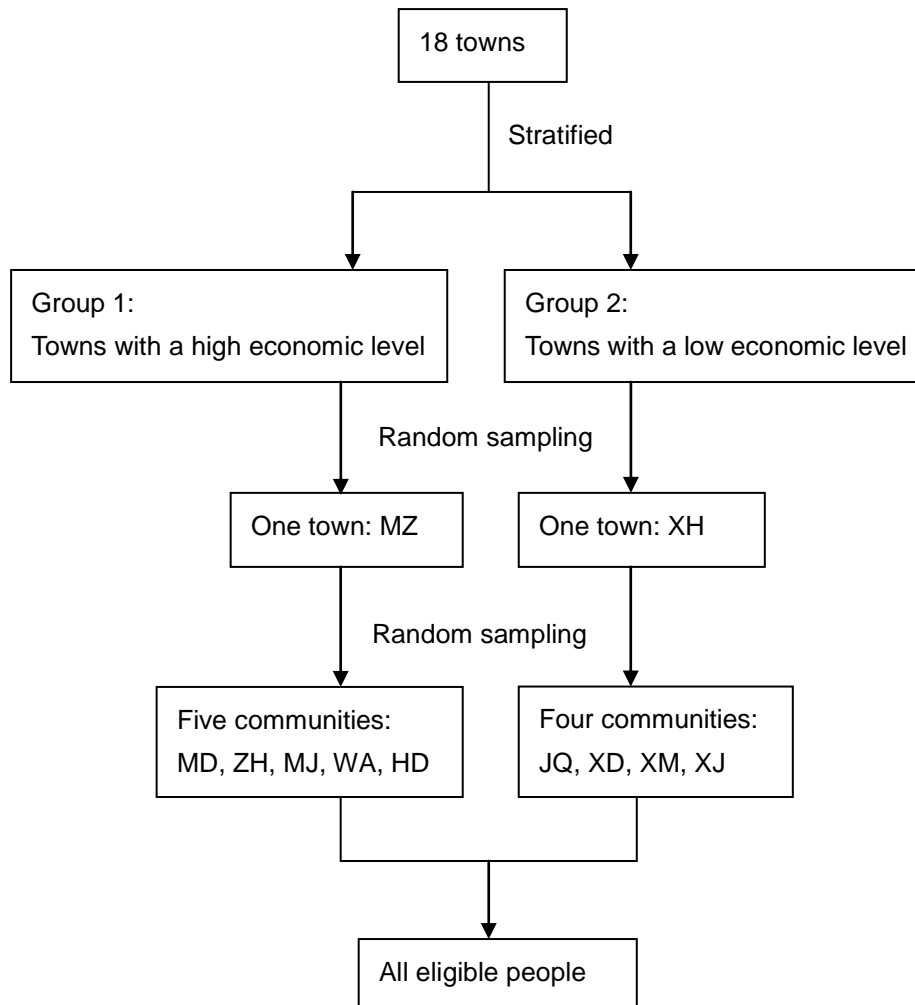 18 towns
Stratified
Group 1:
Towns with a high economic level
Group 2:
Towns with a low economic level
Random sampling
One town: MZ
One town: XH
Random sampling
Five communities:
MD, ZH, MJ, WA, HD
Four communities:
JQ, XD, XM, XJ
All eligible people